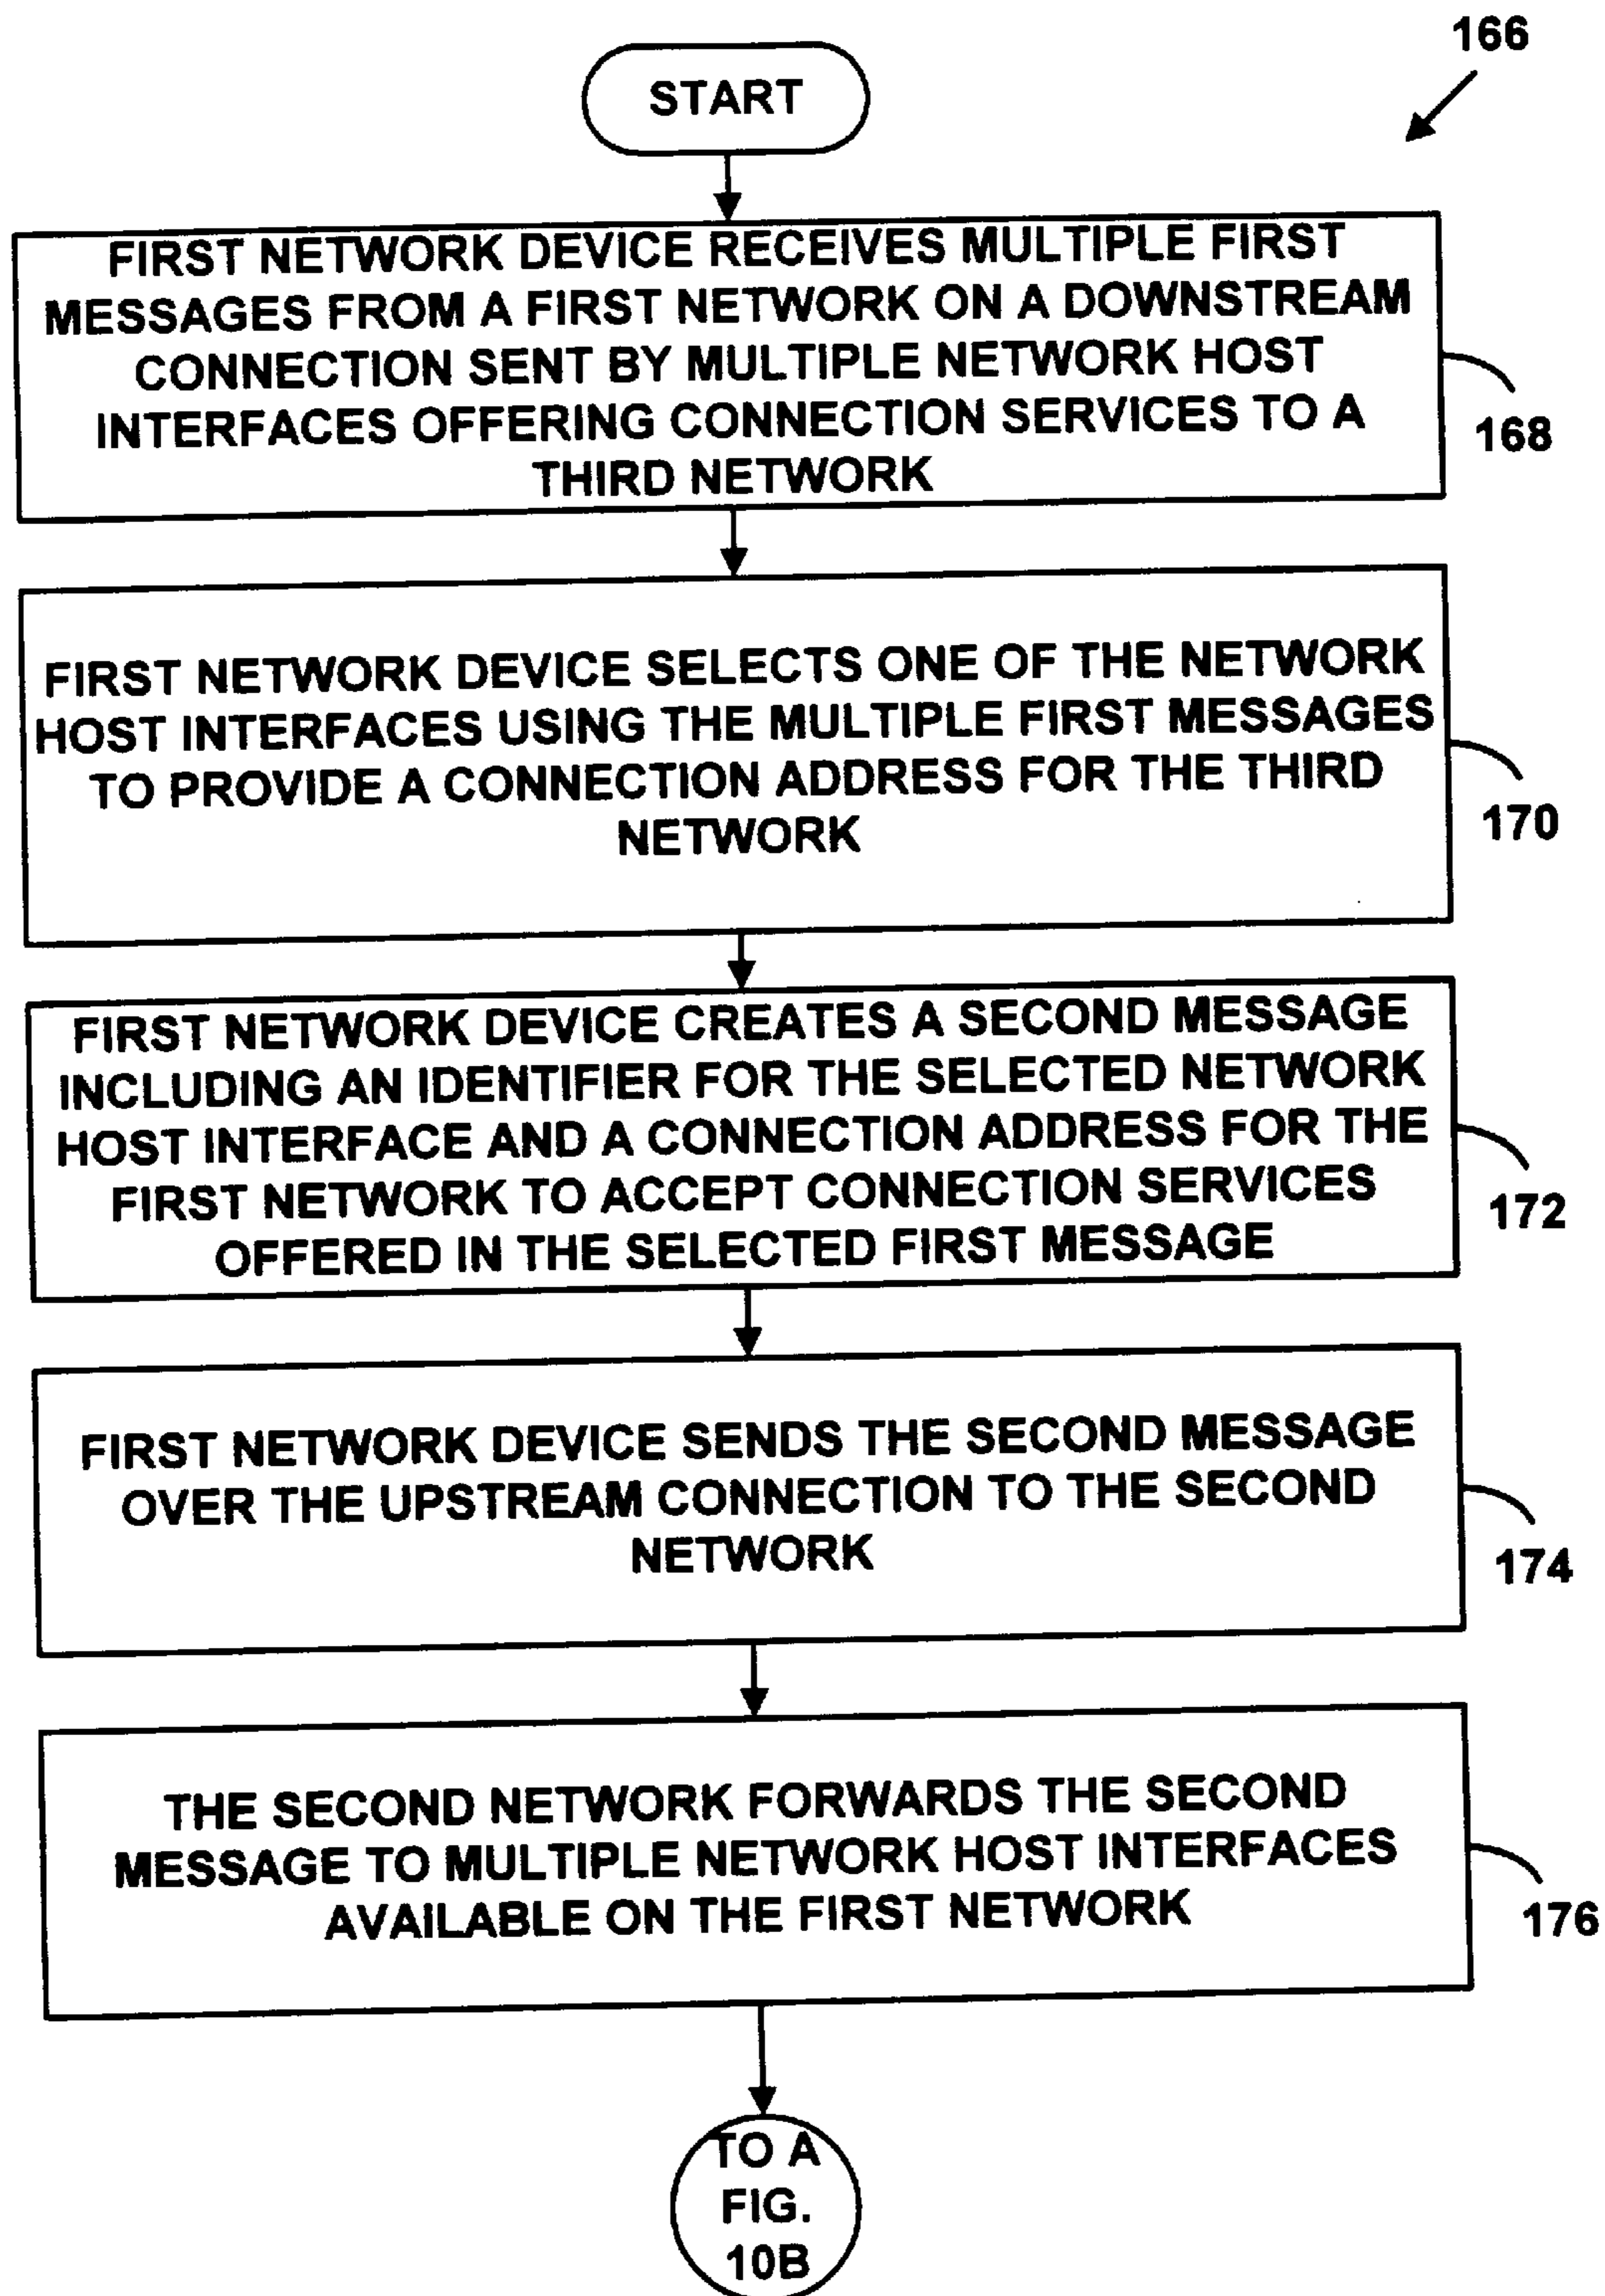 166
START
FIRST NETWORK DEVICE RECEIVES MULTIPLE FIRST
MESSAGES FROM A FIRST NETWORK ON A DOWNSTREAM
CONNECTION SENT BY MULTIPLE NETWORK HOST
INTERFACES OFFERING CONNECTION SERVICES TO A
THIRD NETWORK
168
FIRST NETWORK DEVICE SELECTS ONE OF THE NETWORK
HOST INTERFACES USING THE MULTIPLE FIRST MESSAGES
TO PROVIDE A CONNECTION ADDRESS FOR THE THIRD
NETWORK
170
FIRST NETWORK DEVICE CREATES A SECOND MESSAGE
INCLUDING AN IDENTIFIER FOR THE SELECTED NETWORK
HOST INTERFACE AND A CONNECTION ADDRESS FOR THE
FIRST NETWORK TO ACCEPT CONNECTION SERVICES
OFFERED IN THE SELECTED FIRST MESSAGE
172
FIRST NETWORK DEVICE SENDS THE SECOND MESSAGE
OVER THE UPSTREAM CONNECTION TO THE SECOND
NETWORK
174
THE SECOND NETWORK FORWARDS THE SECOND
MESSAGE TO MULTIPLE NETWORK HOST INTERFACES
AVAILABLE ON THE FIRST NETWORK
176
TO A
FIG.
10B